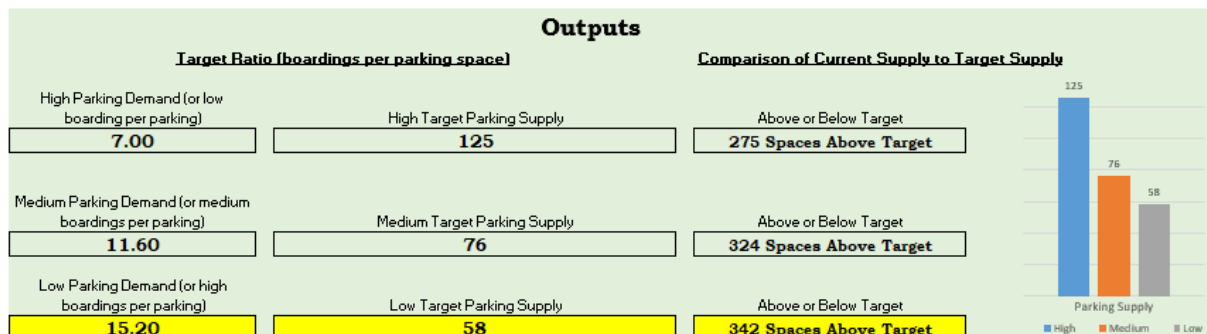 Outputs
Target Ratio (boardings per parking space)
Comparison of Current Supply to Target Supply
High Parking Demand (or low
boarding per parking)
High Target Parking Supply
Above or Below Target
7.00
125
275 Spaces Above Target
Medium Parking Demand (or medium
boardings per parking)
Medium Target Parking Supply
Above or Below Target
11.60
76
324 Spaces Above Target
Low Parking Demand (or high
boardings per parking)
Low Target Parking Supply
Above or Below Target
15.20
58
342 Spaces Above Target
125
76
58
Parking Supply
High
Medium
Low